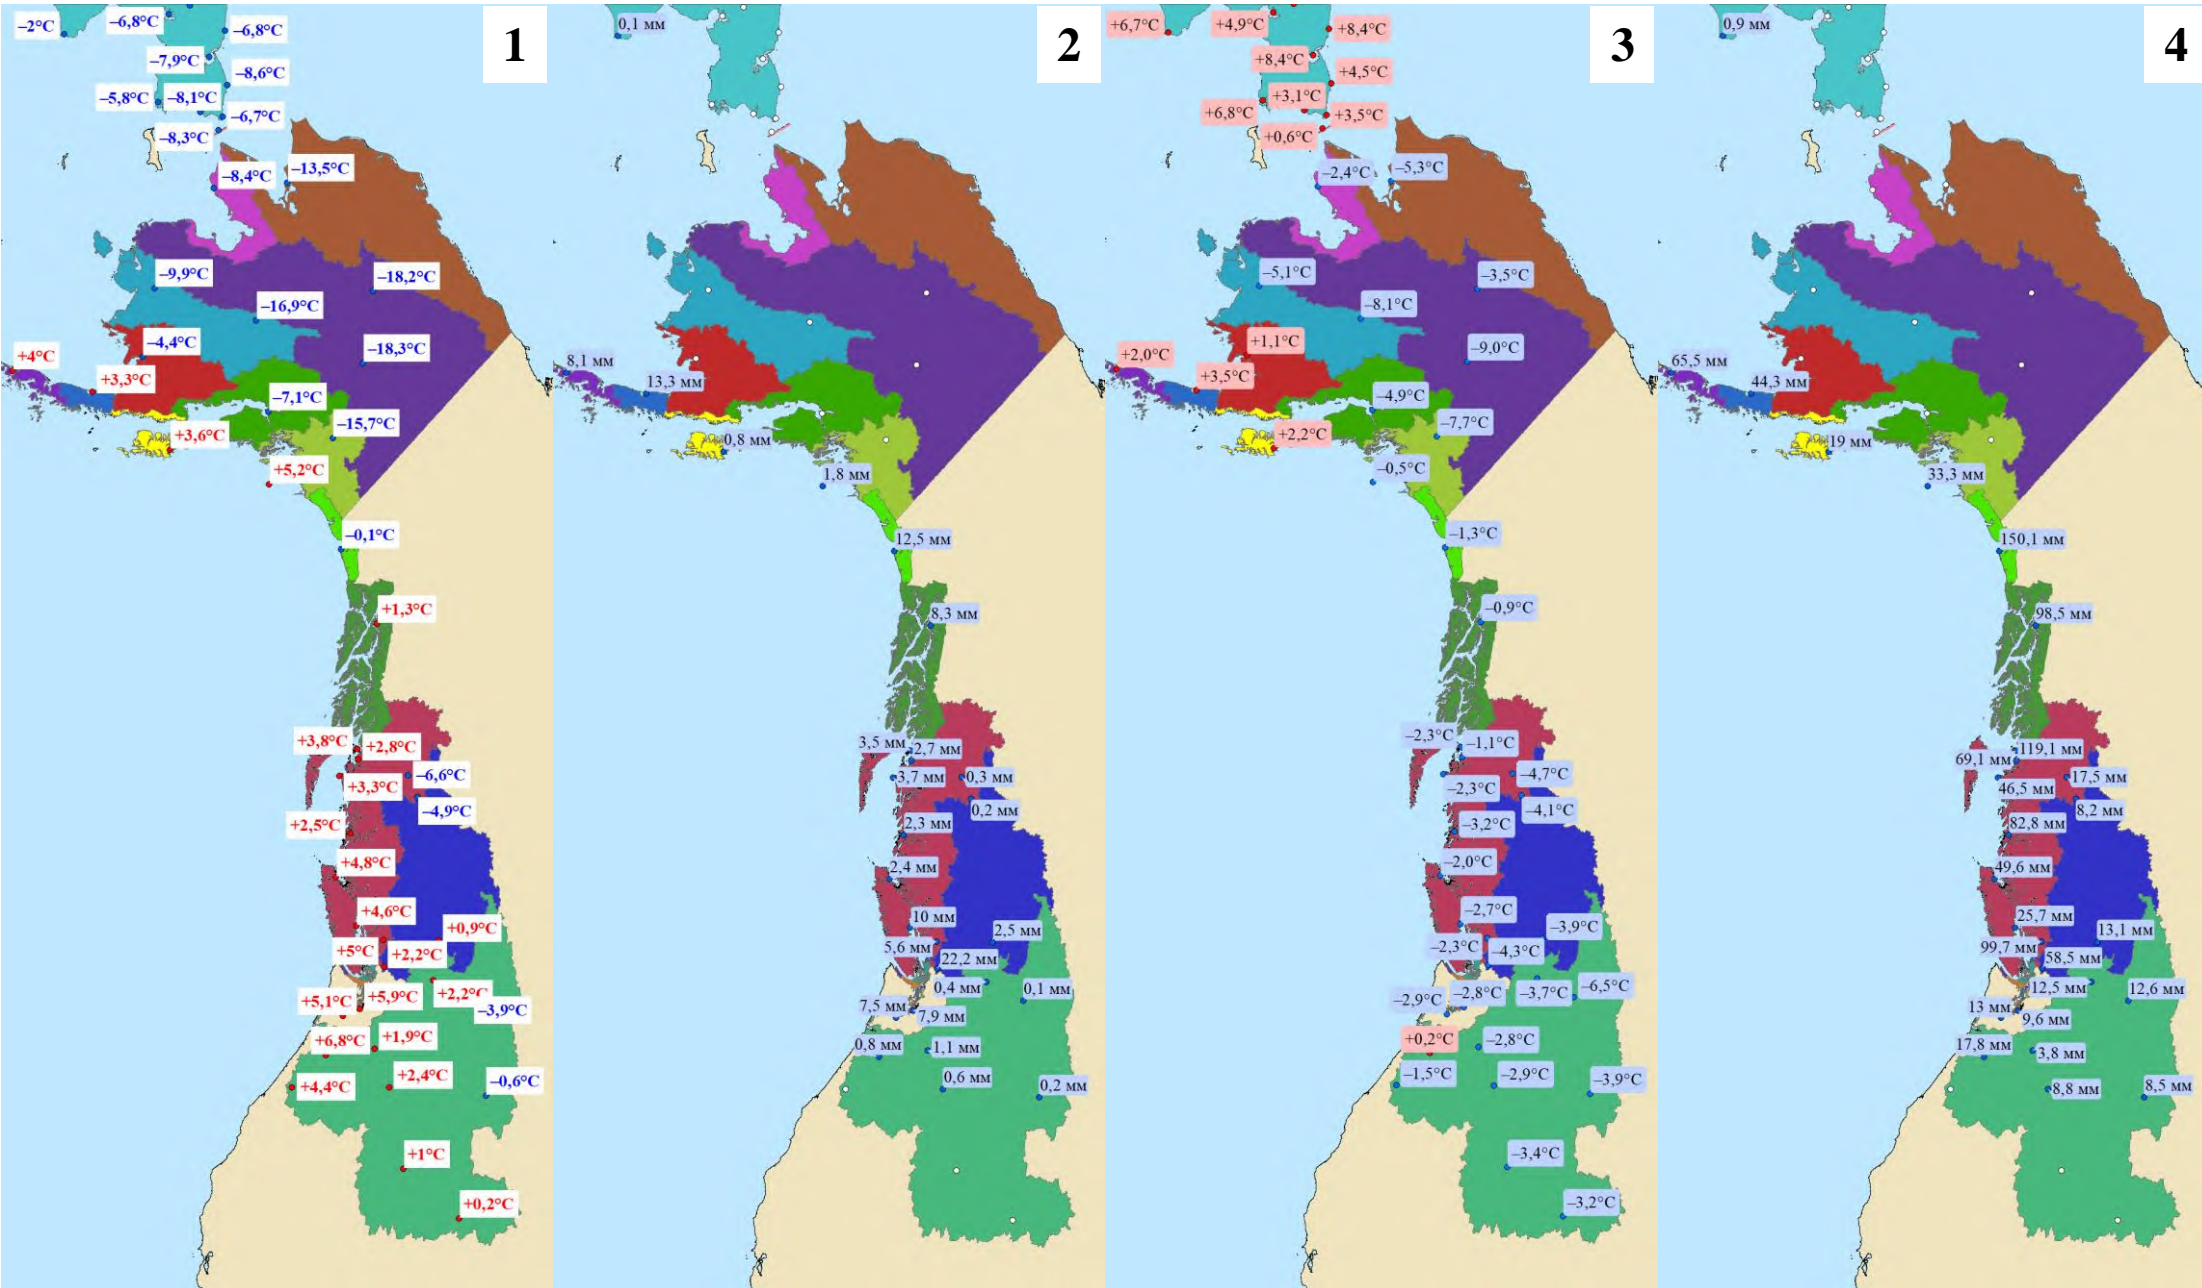 1
–2°C
–6,8°C
–6,8°C
–7,9°C
–8,6°C
–5,8°C
–8,1°C
–6,7°C
–8,3°C
–8,4°C
–13,5°C
–9,9°C
–18,2°C
–16,9°C
–4,4°C
–18,3°C
+4°C
+3,3°C
–7,1°C
–15,7°C
+3,6°C
+5,2°C
–0,1°C
+1,3°C
+3,8°C
+2,8°C
–6,6°C
+3,3°C
–4,9°C
+2,5°C
+4,8°C
+4,6°C
+0,9°C
+5°C
+2,2°C
+5,1°C
+5,9°C
+2,2°C
–3,9°C
+6,8°C
+1,9°C
+4,4°C
+2,4°C
–0,6°C
+1°C
+0,2°C
2
0,1 мм
8,1 мм
13,3 мм
0,8 мм
1,8 мм
12,5 мм
8,3 мм
3,5 мм
2,7 мм
3,7 мм
0,3 мм
0,2 мм
2,3 мм
2,4 мм
10 мм
2,5 мм
5,6 мм
22,2 мм
0,4 мм
0,1 мм
7,5 мм
7,9 мм
0,8 мм
1,1 мм
0,6 мм
0,2 мм
3
+6,7°C
+4,9°C
+8,4°C
+8,4°C
+4,5°C
+3,1°C
+6,8°C
+3,5°C
+0,6°C
–2,4°C
–5,3°C
–5,1°C
–3,5°C
–8,1°C
+1,1°C
–9,0°C
+2,0°C
+3,5°C
–4,9°C
–7,7°C
+2,2°C
–0,5°C
–1,3°C
–0,9°C
–2,3°C
–1,1°C
–4,7°C
–2,3°C
–4,1°C
–3,2°C
–2,0°C
–2,7°C
–3,9°C
–2,3°C
–4,3°C
–2,9°C
–2,8°C
–3,7°C
–6,5°C
+0,2°C
–2,8°C
–1,5°C
–2,9°C
–3,9°C
–3,4°C
–3,2°C
4
0,9 мм
65,5 мм
44,3 мм
19 мм
33,3 мм
150,1 мм
98,5 мм
119,1 мм
69,1 мм
17,5 мм
46,5 мм
8,2 мм
82,8 мм
49,6 мм
25,7 мм
13,1 мм
99,7 мм
58,5 мм
12,5 мм
12,6 мм
13 мм
9,6 мм
17,8 мм
3,8 мм
8,8 мм
8,5 мм